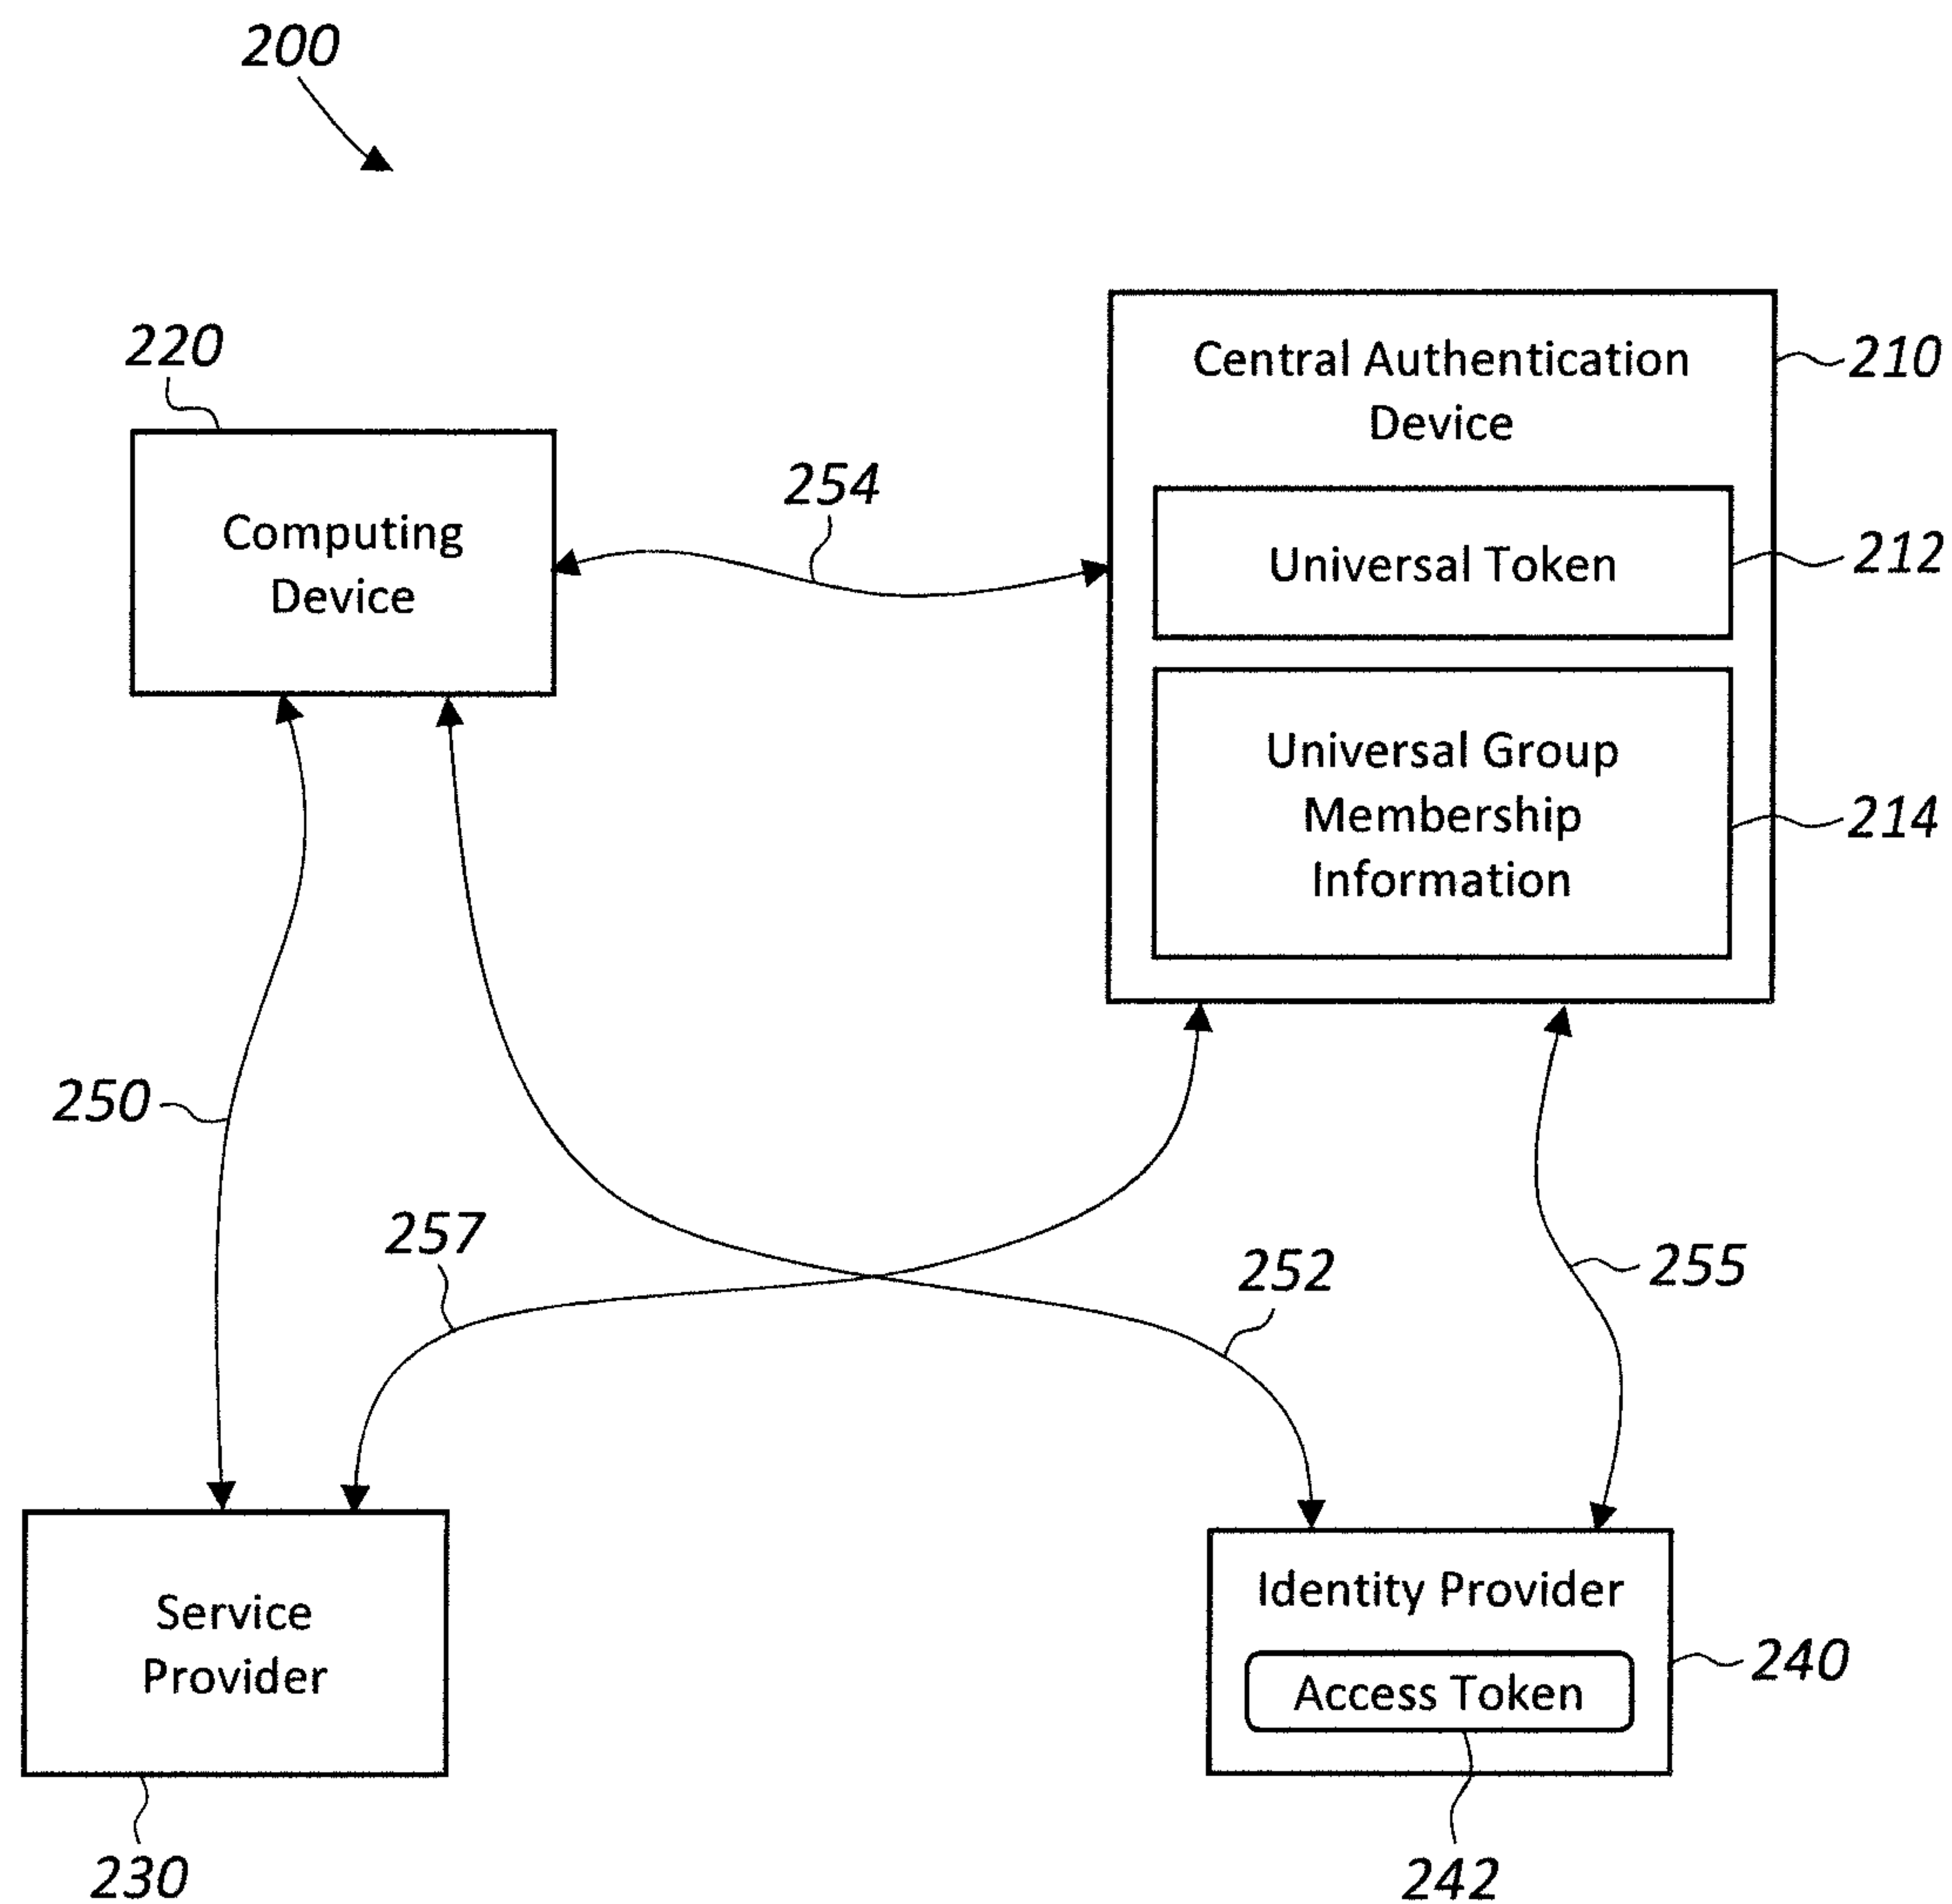 200
220
Central Authentication
Device
210
254
Computing
Device
Universal Token
212
Universal Group
Membership
Information
214
250
257
252
255
Service
Provider
Identity Provider
240
Access Token
230
242